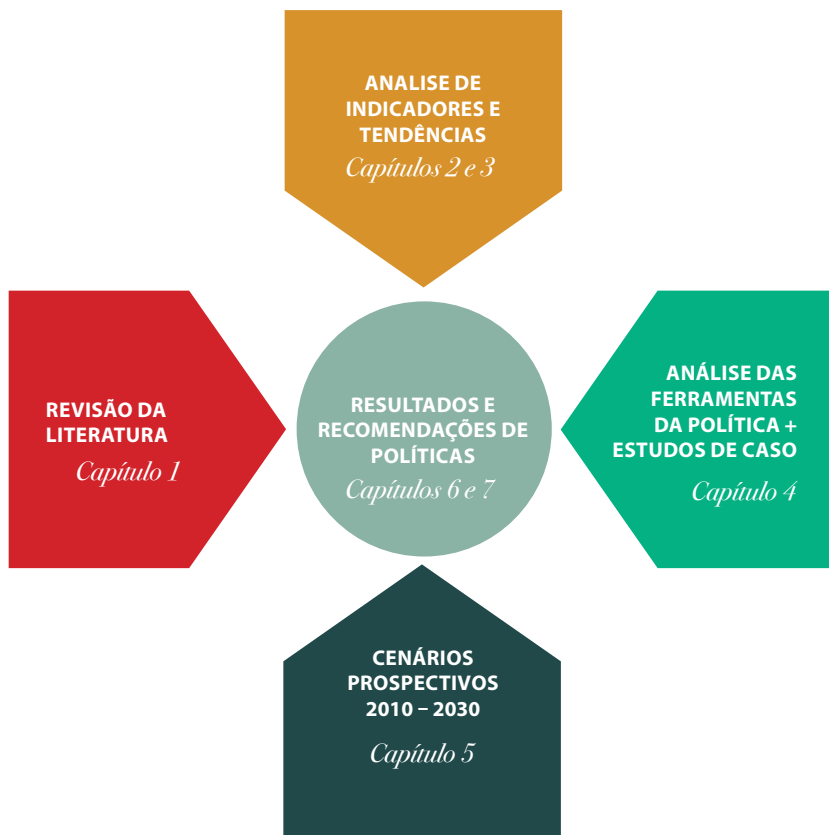 ANALISE DE
INDICADORES E
TENDÊNCIAS
Capítulos 2 e 3
REVISÃO DA
LITERATURA
Capítulo 1
RESULTADOS E
RECOMENDAÇÕES DE
POLÍTICAS
Capítulos 6 e 7
ANÁLISE DAS
FERRAMENTAS
DA POLÍTICA +
ESTUDOS DE CASO
Capítulo 4
CENÁRIOS
PROSPECTIVOS
2010 – 2030
Capítulo 5